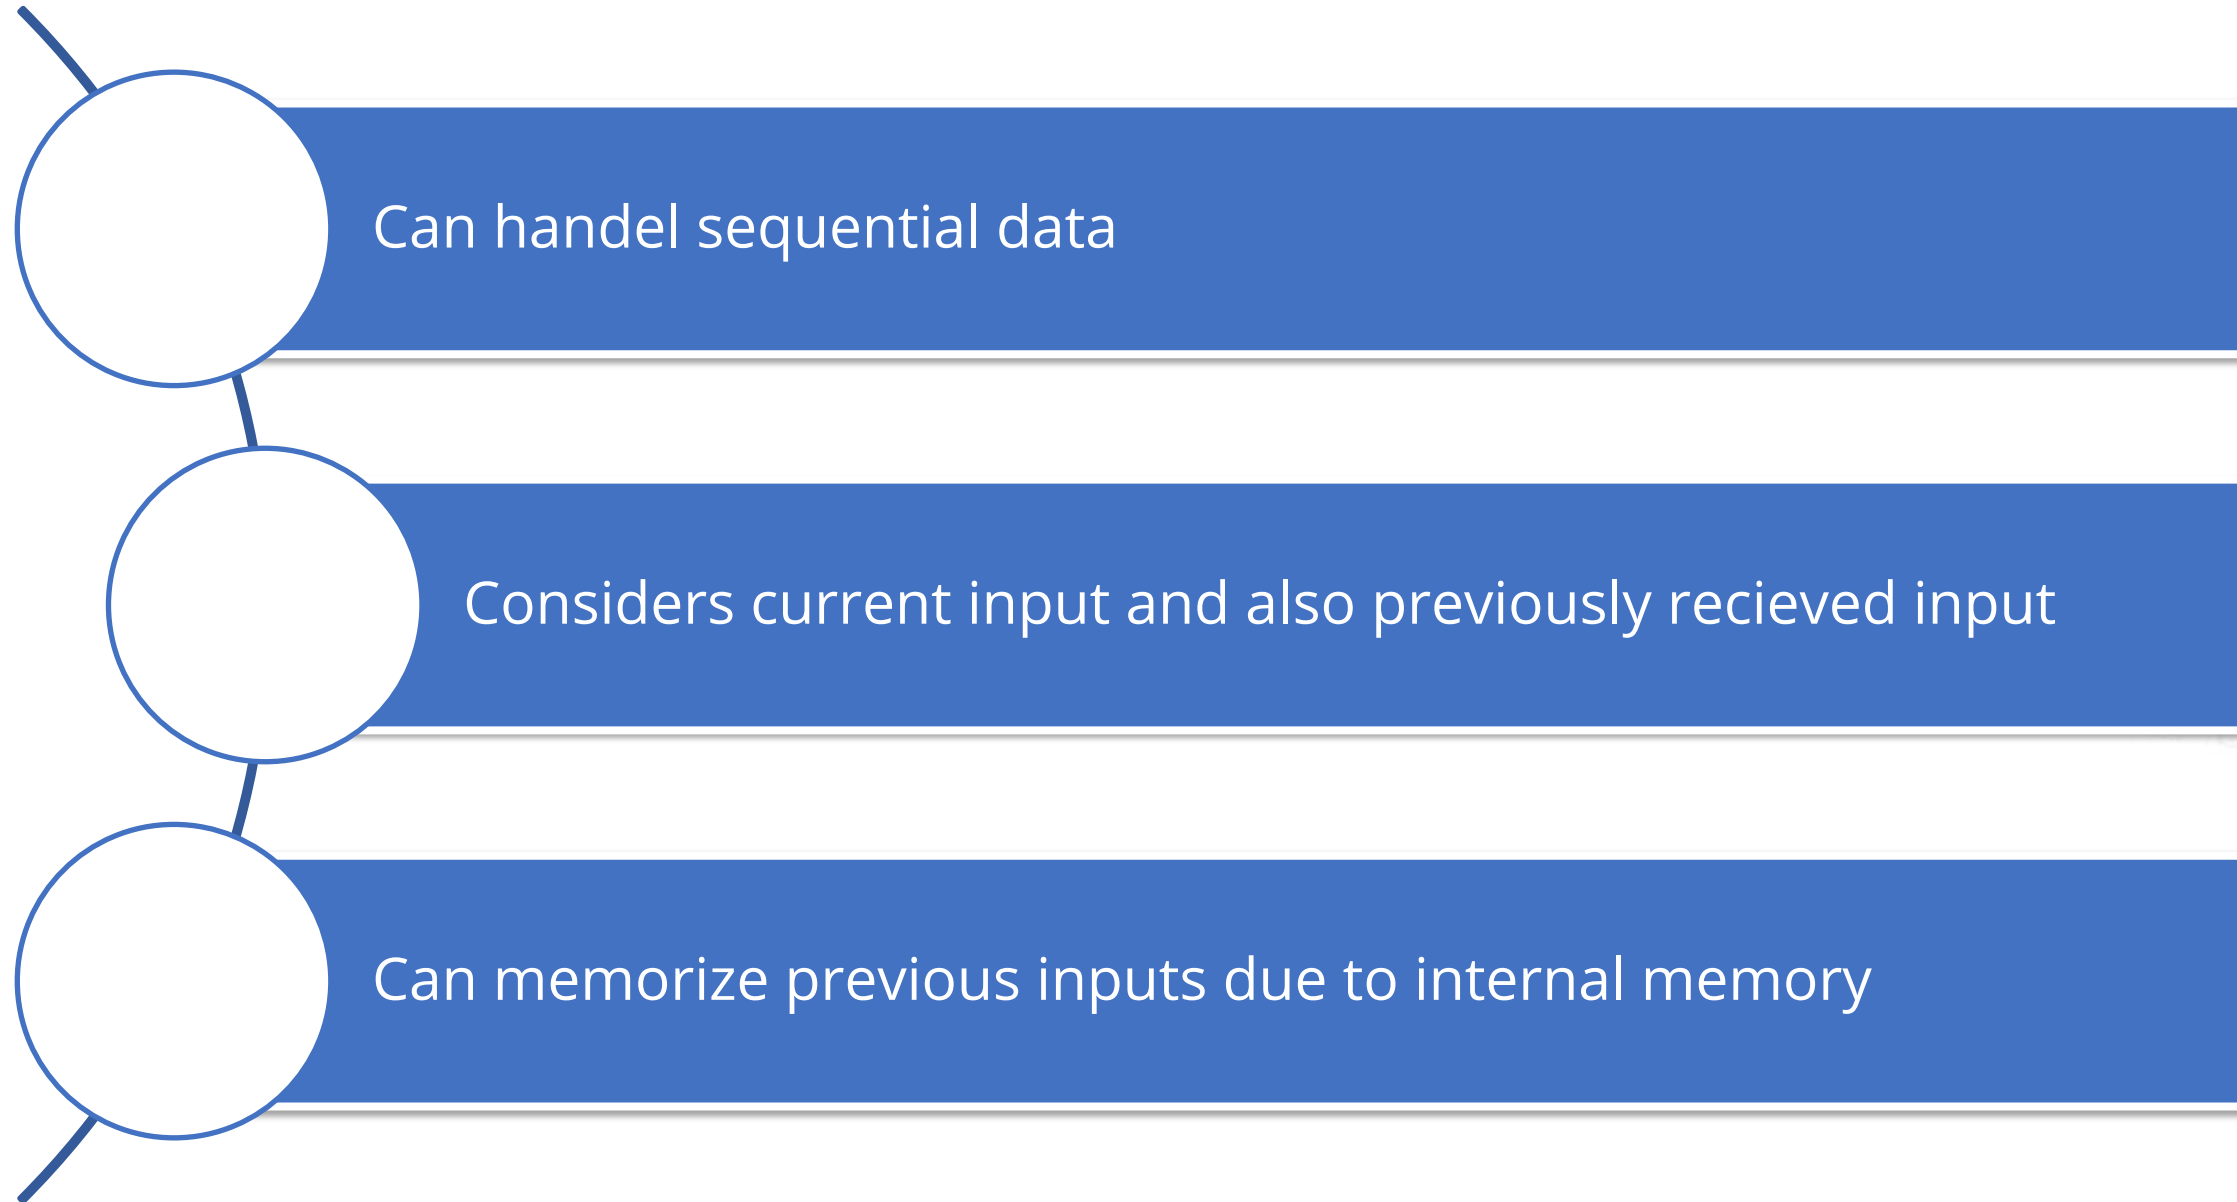 Can handel sequential data
Considers current input and also previously recieved input
Can memorize previous inputs due to internal memory